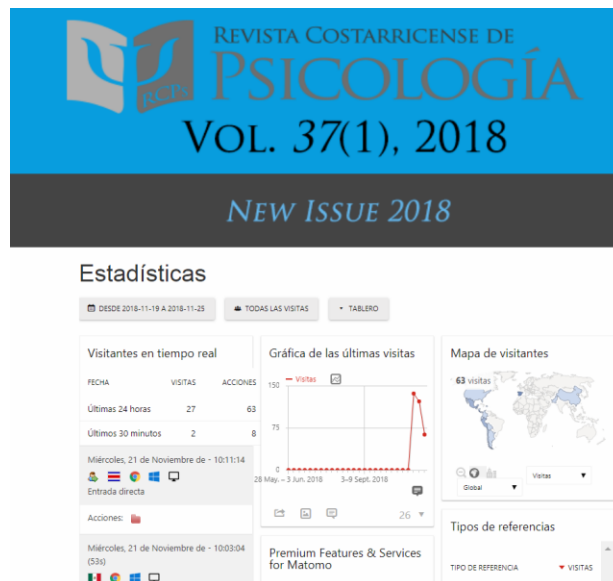 REVISTA COSTARRICENSE DE
PSICOLOGÍA
RCPs
VOL. 37(1), 2018
NEW ISSUE 2018
Estadísticas
DESDE 2018-11-19 A 2018-11-25
TODAS LAS VISITAS
TABLERO
Visitantes en tiempo real
FECHA VISITAS ACCIONES
Últimas 24 horas 27 63
Últimos 30 minutos 2 8
Miércoles, 21 de Noviembre de - 10:11:14
Entrada directa
Acciones:
Miércoles, 21 de Noviembre de - 10:03:04
(53s)
Gráfica de las últimas visitas
Visitas
150
75
0
28 May. – 3 Jun. 2018 3–9 Sept. 2018
26
Premium Features & Services
for Matomo
Mapa de visitantes
63 visitas
Global
Visitas
Tipos de referencias
TIPO DE REFERENCIA VISITAS